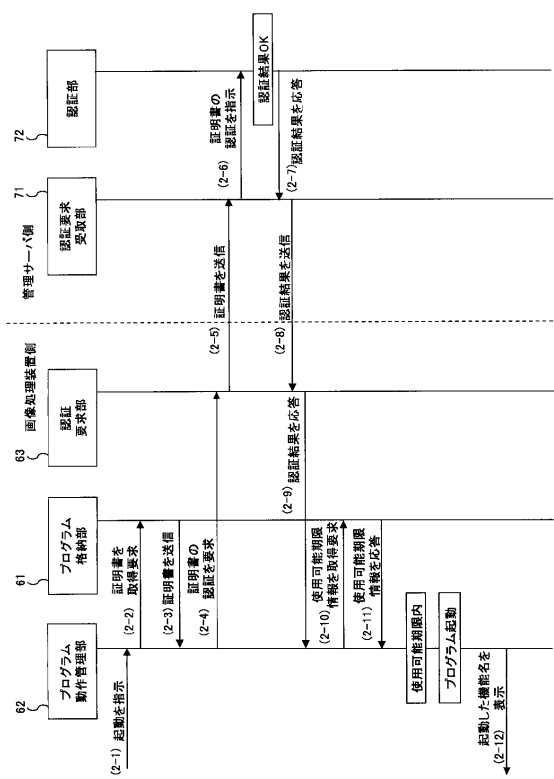 画像処理装置側
管理サーバ側
62
プログラム
動作管理部
61
プログラム
格納部
63
認証
要求部
71
認証要求
受取部
72
認証部
(2-1) 起動を指示
(2-2) 証明書を
取得要求
(2-3) 証明書を送信
(2-4) 証明書の
認証を要求
(2-5) 証明書を送信
(2-6) 証明書の
認証を指示
認証結果OK
(2-7) 認証結果を応答
(2-8) 認証結果を送信
(2-9) 認証結果を応答
(2-10) 使用可能期限
情報を取得要求
(2-11) 使用可能期限
情報を応答
使用可能期限内
プログラム起動
(2-12) 起動した機能名を
表示